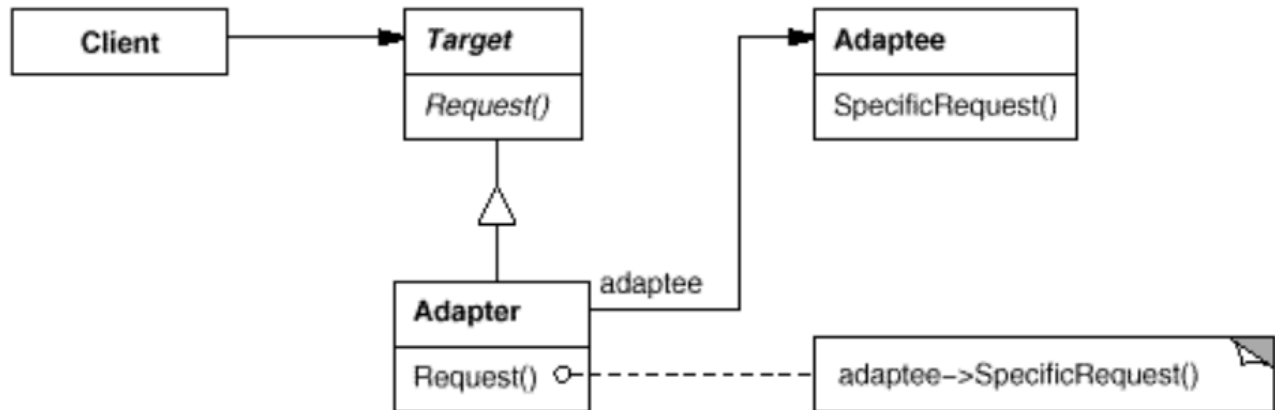 Client
Target
Request()
Adaptee
SpecificRequest()
adaptee
Adapter
Request()
adaptee–>SpecificRequest()